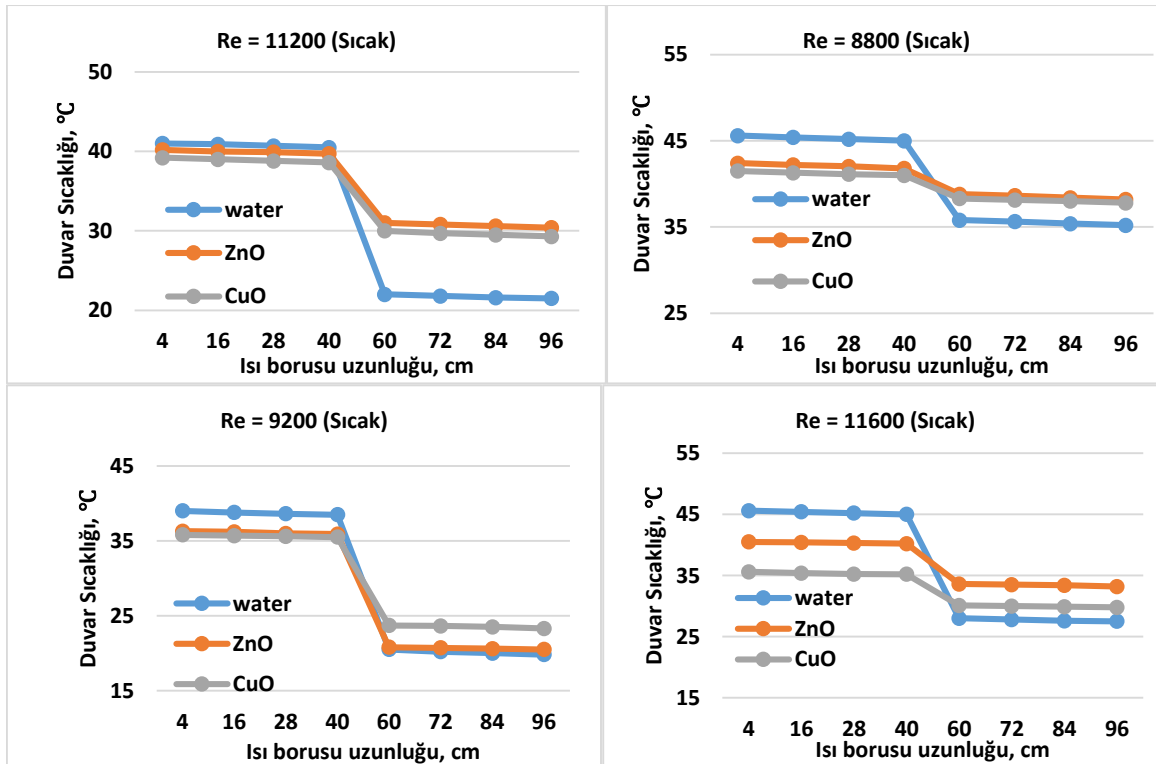 Re = 11200 (Sıcak)
Duvar Sıcaklığı, °C
50
40
30
20
water
ZnO
CuO
4 16 28 40 60 72 84 96
Isı borusu uzunluğu, cm
Re = 8800 (Sıcak)
Duvar Sıcaklığı, °C
55
45
35
25
water
ZnO
CuO
4 16 28 40 60 72 84 96
Isı borusu uzunluğu, cm
Re = 9200 (Sıcak)
Duvar Sıcaklığı, °C
45
35
25
15
water
ZnO
CuO
4 16 28 40 60 72 84 96
Isı borusu uzunluğu, cm
Re = 11600 (Sıcak)
Duvar Sıcaklığı, °C
55
45
35
25
15
water
ZnO
CuO
4 16 28 40 60 72 84 96
Isı borusu uzunluğu, cm